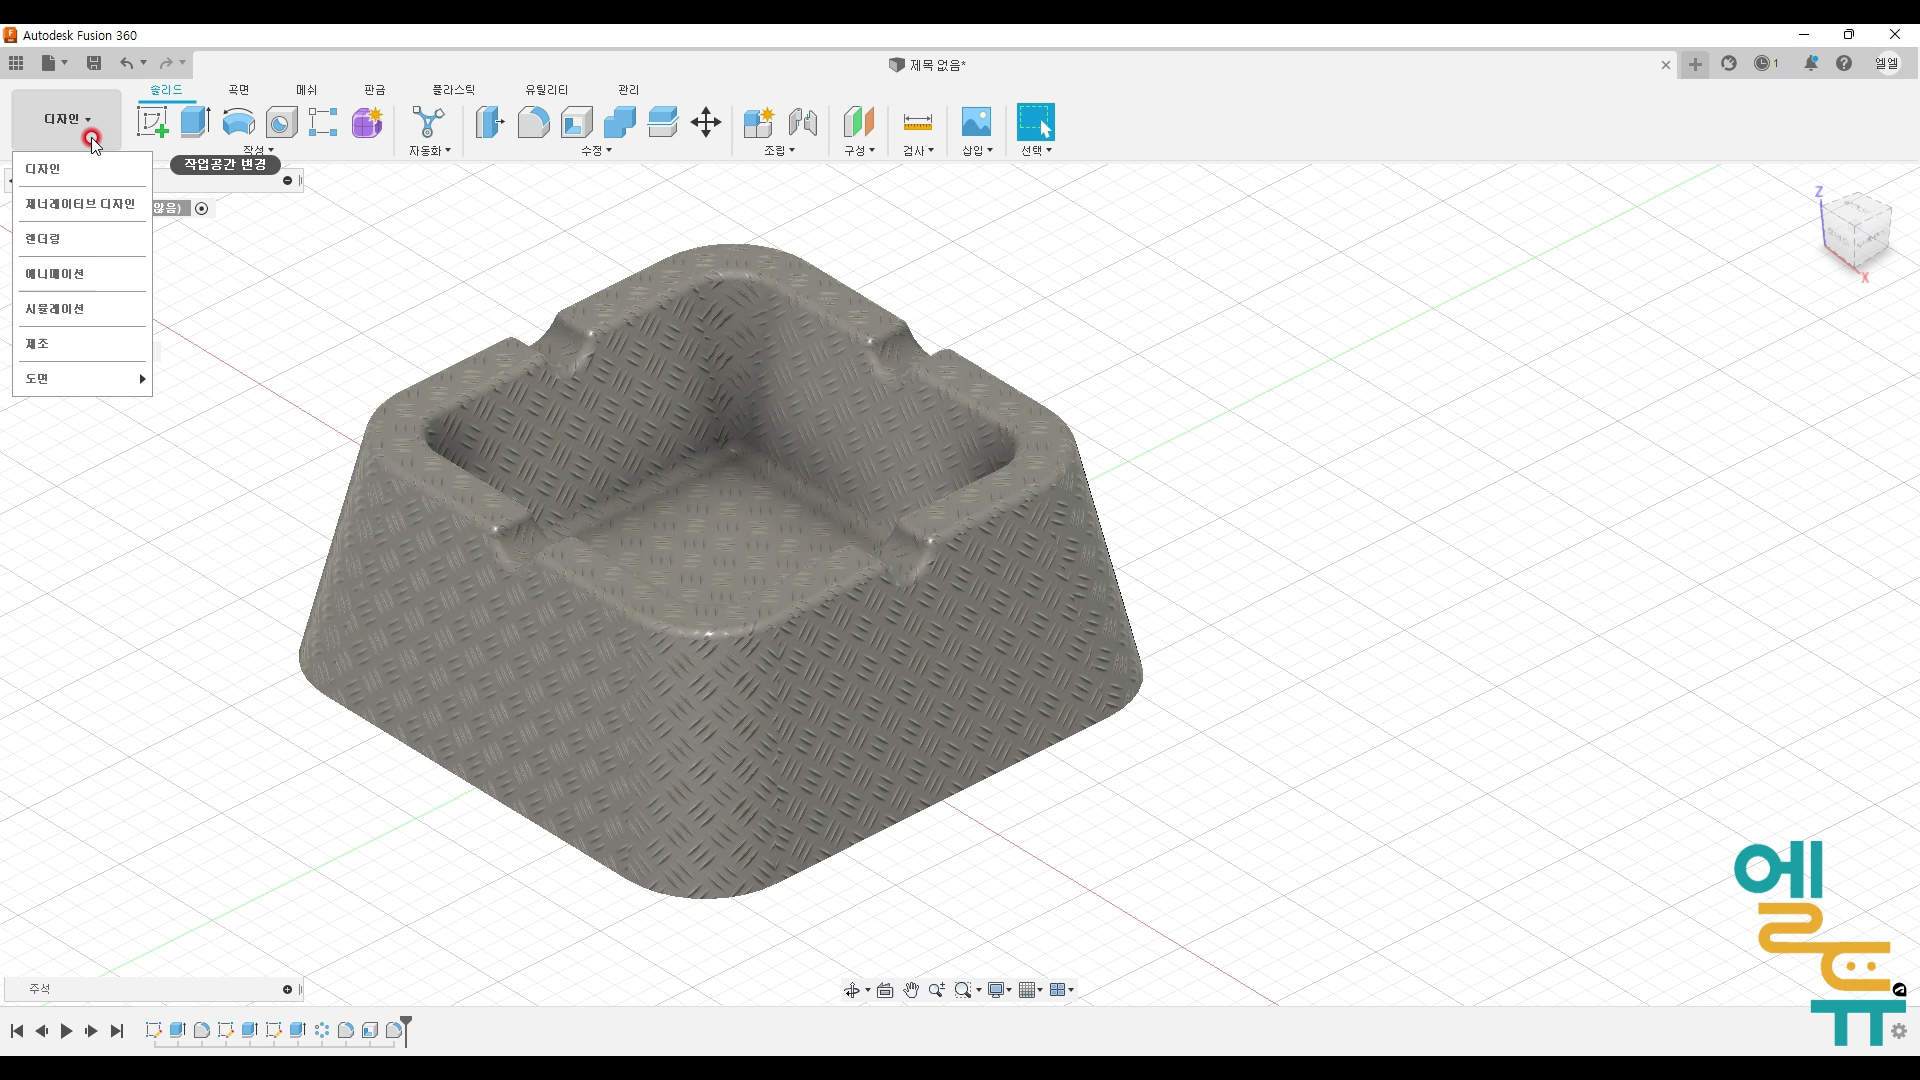 Autodesk Fusion 360
제목 없음*
1
엘엘
솔리드
곡면
메쉬
판금
플라스틱
유틸리티
관리
디자인
작성
자동화
수정
조립
구성
검사
삽입
선택
작업공간 변경
디자인
제너레이티브 디자인
렌더링
애니메이션
시뮬레이션
제조
도면
않음)
Z
X
주석